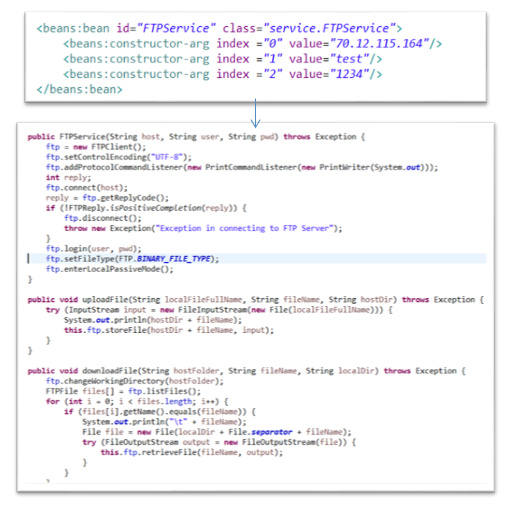 <beans:bean id="FTPService" class="service.FTPService">
<beans:constructor-arg index ="0" value="70.12.115.164"/>
<beans:constructor-arg index ="1" value="test"/>
<beans:constructor-arg index ="2" value="1234"/>
</beans:bean>
public FTPService(String host, String user, String pwd) throws Exception {
ftp = new FTPClient();
ftp.setControlEncoding("UTF-8");
ftp.addProtocolCommandListener(new PrintCommandListener(new PrintWriter(System.out)));
int reply;
ftp.connect(host);
reply = ftp.getReplyCode();
if (!FTPReply.isPositiveCompletion(reply)) {
ftp.disconnect();
throw new Exception("Exception in connecting to FTP Server");
}
ftp.login(user, pwd);
ftp.setFileType(FTP.BINARY_FILE_TYPE);
ftp.enterLocalPassiveMode();
}
public void uploadFile(String localFileFullName, String fileName, String hostDir) throws Exception {
try (InputStream input = new FileInputStream(new File(localFileFullName))) {
System.out.println(hostDir + fileName);
this.ftp.storeFile(hostDir + fileName, input);
}
}
public void downloadFile(String hostFolder, String fileName, String localDir) throws Exception {
ftp.changeWorkingDirectory(hostFolder);
FTPFile files[] = ftp.listFiles();
for (int i = 0; i < files.length; i++) {
if (files[i].getName().equals(fileName)) {
System.out.println("\t" + fileName);
File file = new File(localDir + File.separator + fileName);
try (FileOutputStream output = new FileOutputStream(file)) {
this.ftp.retrieveFile(fileName, output);
}
}
}